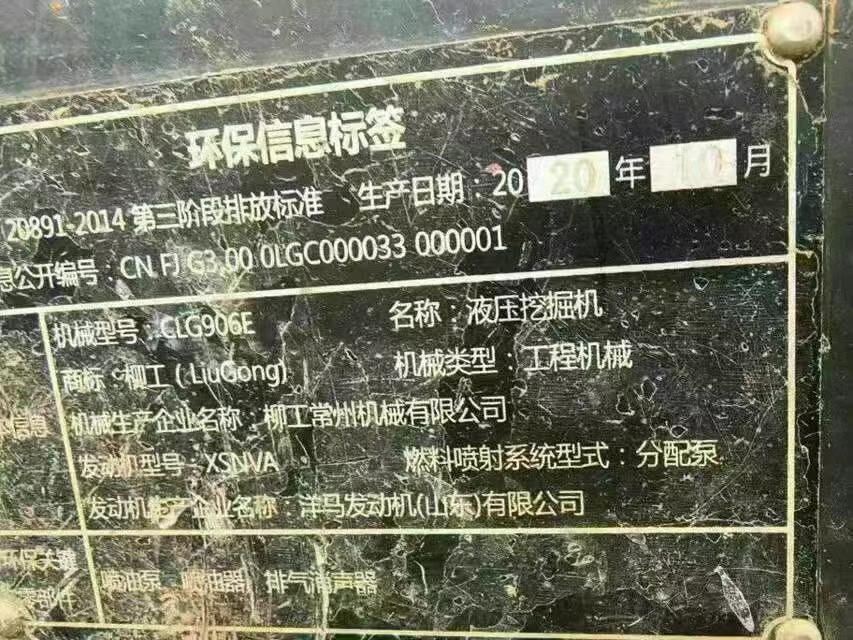 环保信息标签
20891-2014 第三阶段排放标准 生产日期：2020年10月
息公开编号：CN FJ G3 00 0LGC000033 000001
机械型号：CLG906E 名称：液压挖掘机
商标：柳工（LiuGong） 机械类型：工程机械
机械生产企业名称：柳工常州机械有限公司
信息
发动机型号：XSNVA 燃料喷射系统型式：分配泵
发动机生产企业名称：洋马发动机(山东)有限公司
环保关键
零部件
喷油泵、喷油器、排气消声器